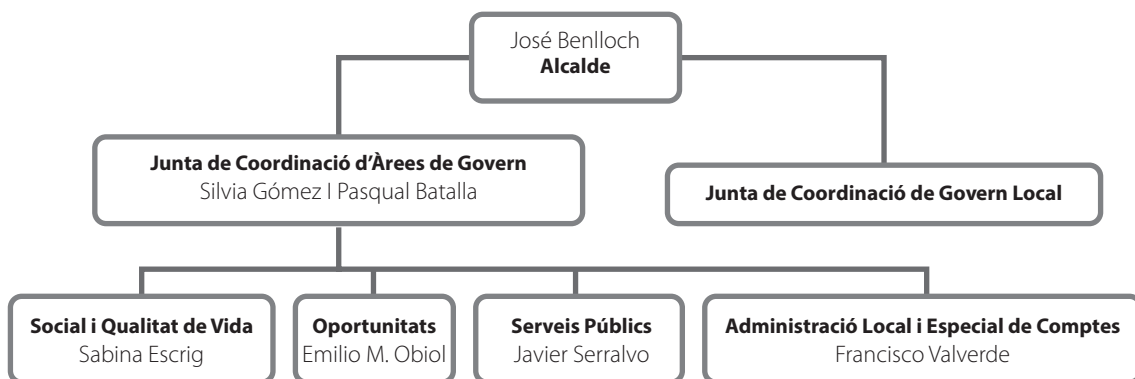 José Benlloch
Alcalde
Junta de Coordinació d'Àrees de Govern
Silvia Gómez I Pasqual Batalla
Junta de Coordinació de Govern Local
Social i Qualitat de Vida
Sabina Escrig
Oportunitats
Emilio M. Obiol
Serveis Públics
Javier Serralvo
Administració Local i Especial de Comptes
Francisco Valverde